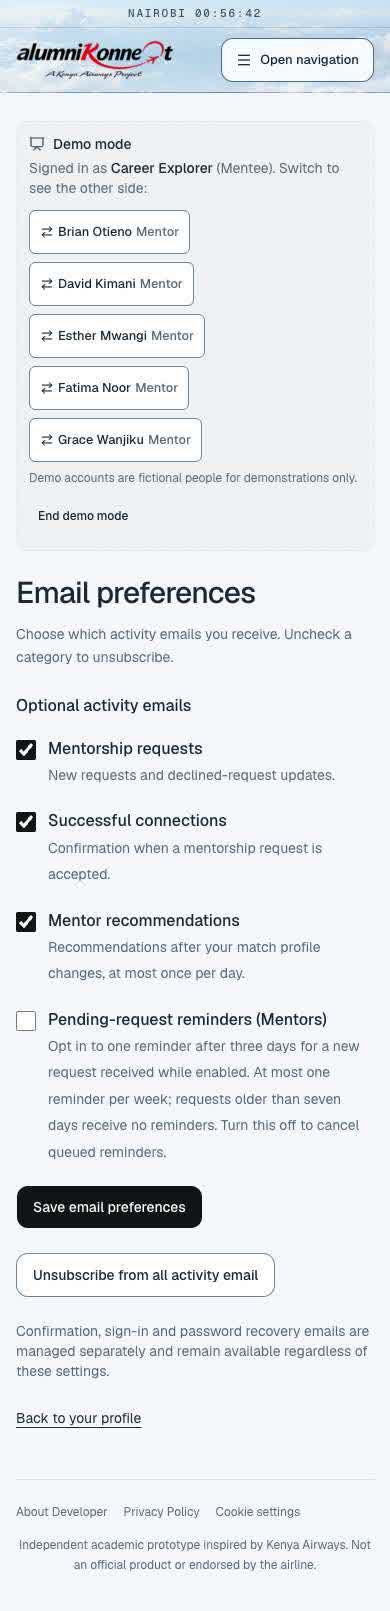 NAIROBI 00:56:42
alumniKonnect
A Kenya Airways Project
Open navigation
Demo mode
Signed in as Career Explorer (Mentee). Switch to
see the other side:
Brian Otieno Mentor
David Kimani Mentor
Esther Mwangi Mentor
Fatima Noor Mentor
Grace Wanjiku Mentor
Demo accounts are fictional people for demonstrations only.
End demo mode
Email preferences
Choose which activity emails you receive. Uncheck a
category to unsubscribe.
Optional activity emails
Mentorship requests
New requests and declined-request updates.
Successful connections
Confirmation when a mentorship request is
accepted.
Mentor recommendations
Recommendations after your match profile
changes, at most once per day.
Pending-request reminders (Mentors)
Opt in to one reminder after three days for a new
request received while enabled. At most one
reminder per week; requests older than seven
days receive no reminders. Turn this off to cancel
queued reminders.
Save email preferences
Unsubscribe from all activity email
Confirmation, sign-in and password recovery emails are
managed separately and remain available regardless of
these settings.
Back to your profile
About Developer Privacy Policy Cookie settings
Independent academic prototype inspired by Kenya Airways. Not
an official product or endorsed by the airline.